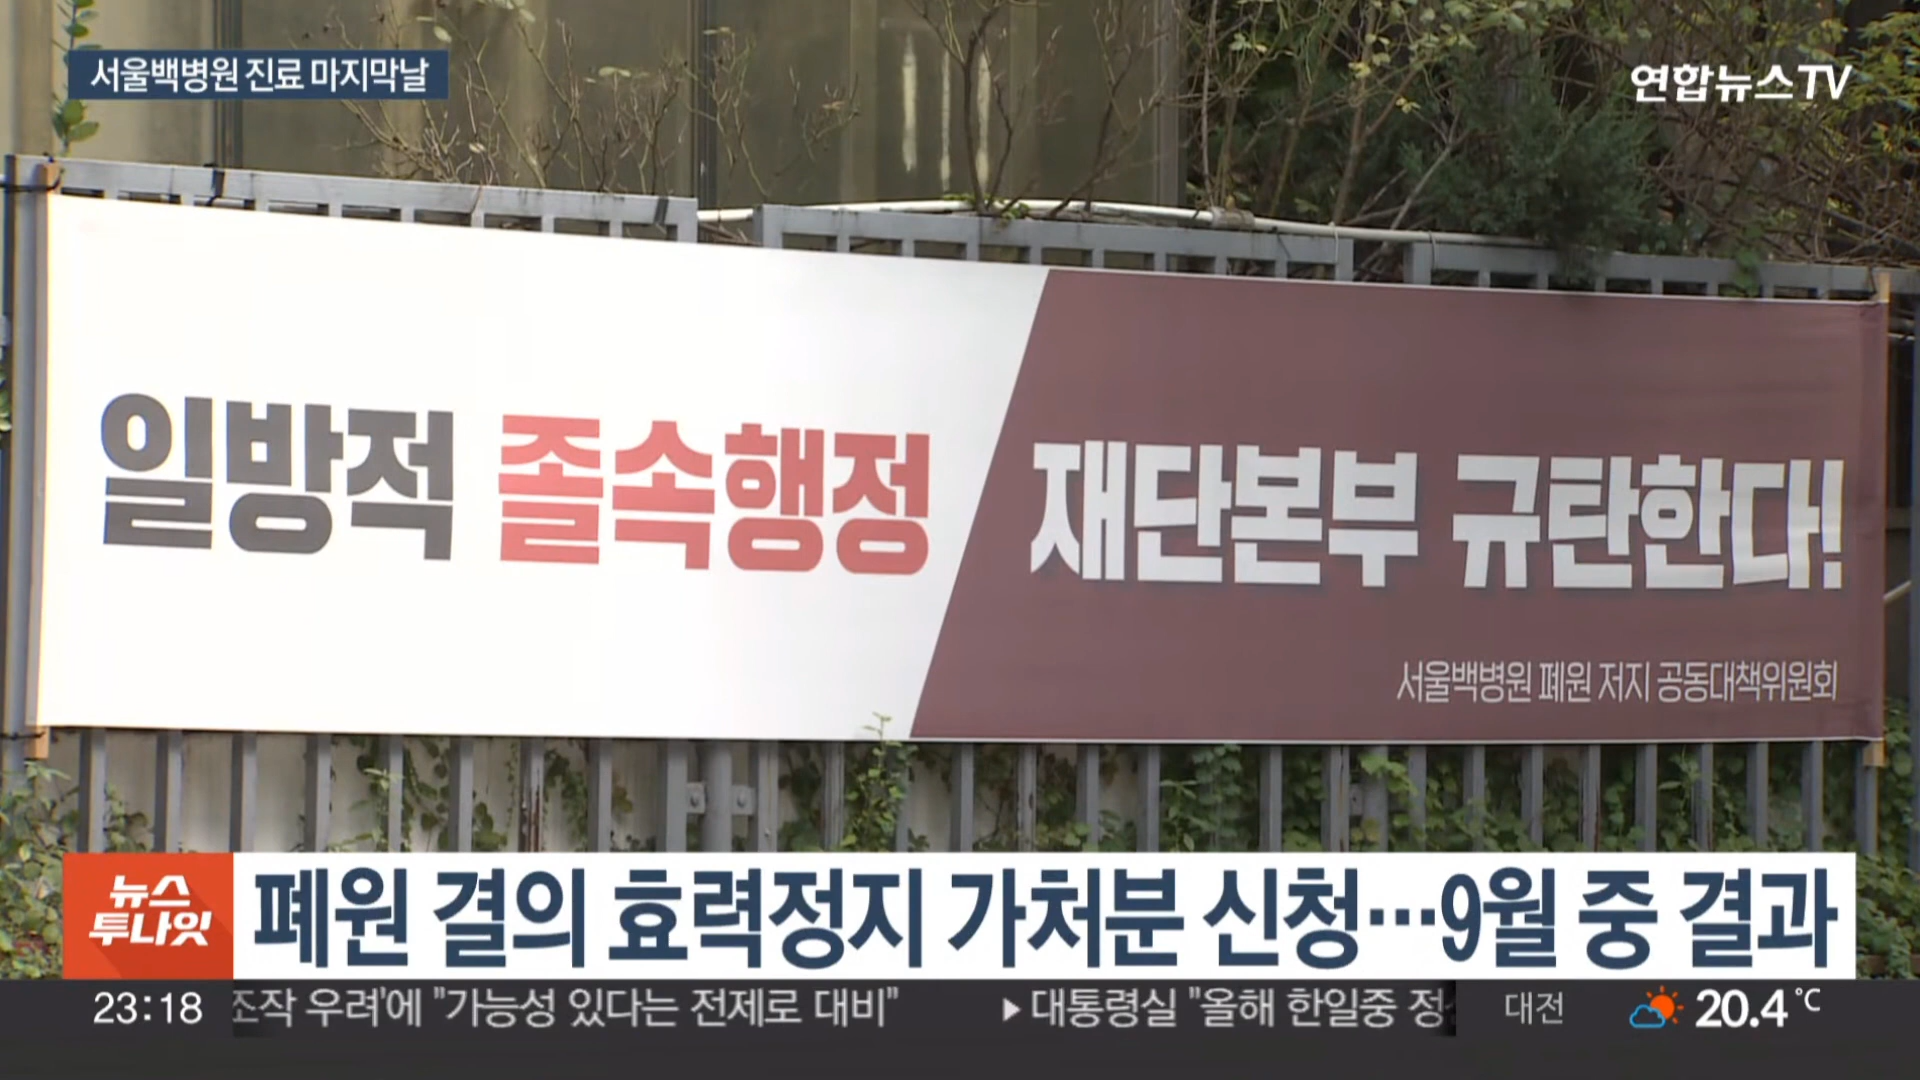 서울백병원 진료 마지막날
연합뉴스TV
일방적 졸속행정 재단본부 규탄한다!
서울백병원 폐원 저지 공동대책위원회
뉴스
투나잇
폐원 결의 효력정지 가처분 신청…9월 중 결과
23:18 조작 우려'에 "가능성 있다는 전제로 대비" ▶대통령실 "올해 한일중 대전 20.4℃